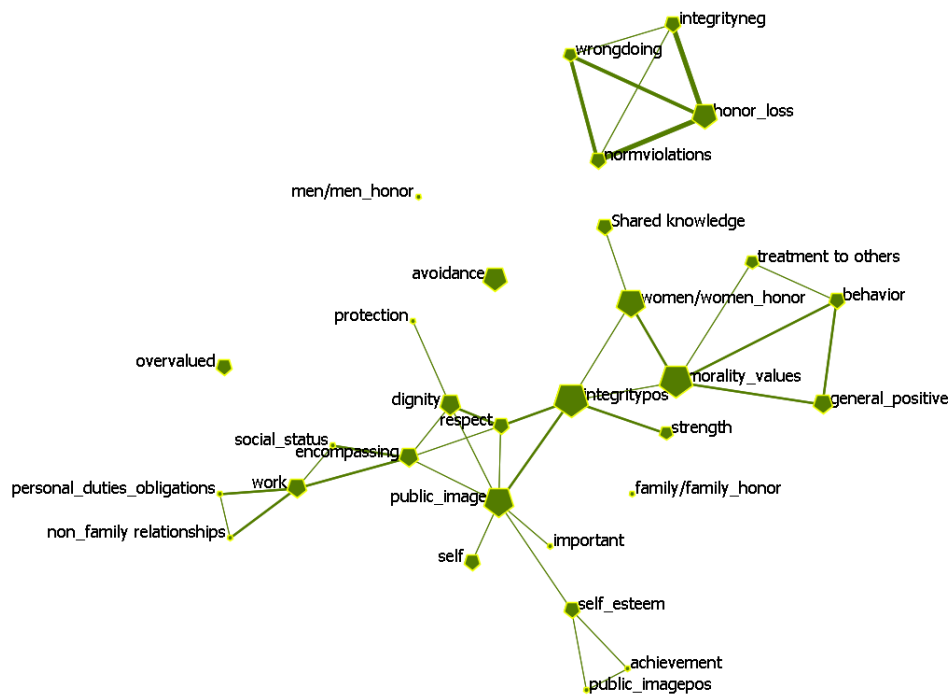 integrityneg
wrongdoing
honor_loss
normviolations
men/men_honor
Shared knowledge
treatment to others
avoidance
women/women_honor
behavior
protection
overvalued
morality_values
integritypos
dignity
general_positive
respect
strength
social_status
encompassing
work
personal_duties_obligations
public_image
family/family_honor
non_family relationships
important
self
self_esteem
achievement
public_imagepos